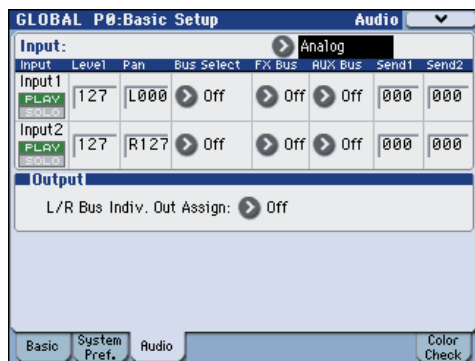 GLOBAL P0:Basic Setup Audio
Input: Analog
Input Level Pan Bus Select FX Bus AUX Bus Send1 Send2
Input1
PLAY 127 L000 Off Off Off 000 000
SOLO
Input2
PLAY 127 R127 Off Off Off 000 000
SOLO
Output
L/R Bus Indiv. Out Assign: Off
Basic System Pref. Audio Color Check